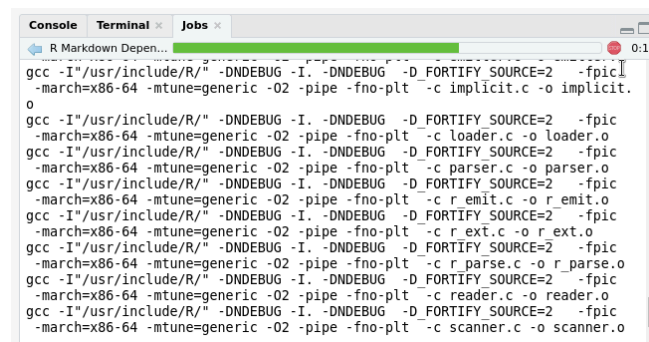 Console Terminal × Jobs ×
R Markdown Depen... STOP 0:1
gcc -I"/usr/include/R/" -DNDEBUG -I. -DNDEBUG -D_FORTIFY_SOURCE=2 -fpic
-march=x86-64 -mtune=generic -O2 -pipe -fno-plt -c implicit.c -o implicit.
o
gcc -I"/usr/include/R/" -DNDEBUG -I. -DNDEBUG -D_FORTIFY_SOURCE=2 -fpic
-march=x86-64 -mtune=generic -O2 -pipe -fno-plt -c loader.c -o loader.o
gcc -I"/usr/include/R/" -DNDEBUG -I. -DNDEBUG -D_FORTIFY_SOURCE=2 -fpic
-march=x86-64 -mtune=generic -O2 -pipe -fno-plt -c parser.c -o parser.o
gcc -I"/usr/include/R/" -DNDEBUG -I. -DNDEBUG -D_FORTIFY_SOURCE=2 -fpic
-march=x86-64 -mtune=generic -O2 -pipe -fno-plt -c r_emit.c -o r_emit.o
gcc -I"/usr/include/R/" -DNDEBUG -I. -DNDEBUG -D_FORTIFY_SOURCE=2 -fpic
-march=x86-64 -mtune=generic -O2 -pipe -fno-plt -c r_ext.c -o r_ext.o
gcc -I"/usr/include/R/" -DNDEBUG -I. -DNDEBUG -D_FORTIFY_SOURCE=2 -fpic
-march=x86-64 -mtune=generic -O2 -pipe -fno-plt -c r_parse.c -o r_parse.o
gcc -I"/usr/include/R/" -DNDEBUG -I. -DNDEBUG -D_FORTIFY_SOURCE=2 -fpic
-march=x86-64 -mtune=generic -O2 -pipe -fno-plt -c reader.c -o reader.o
gcc -I"/usr/include/R/" -DNDEBUG -I. -DNDEBUG -D_FORTIFY_SOURCE=2 -fpic
-march=x86-64 -mtune=generic -O2 -pipe -fno-plt -c scanner.c -o scanner.o